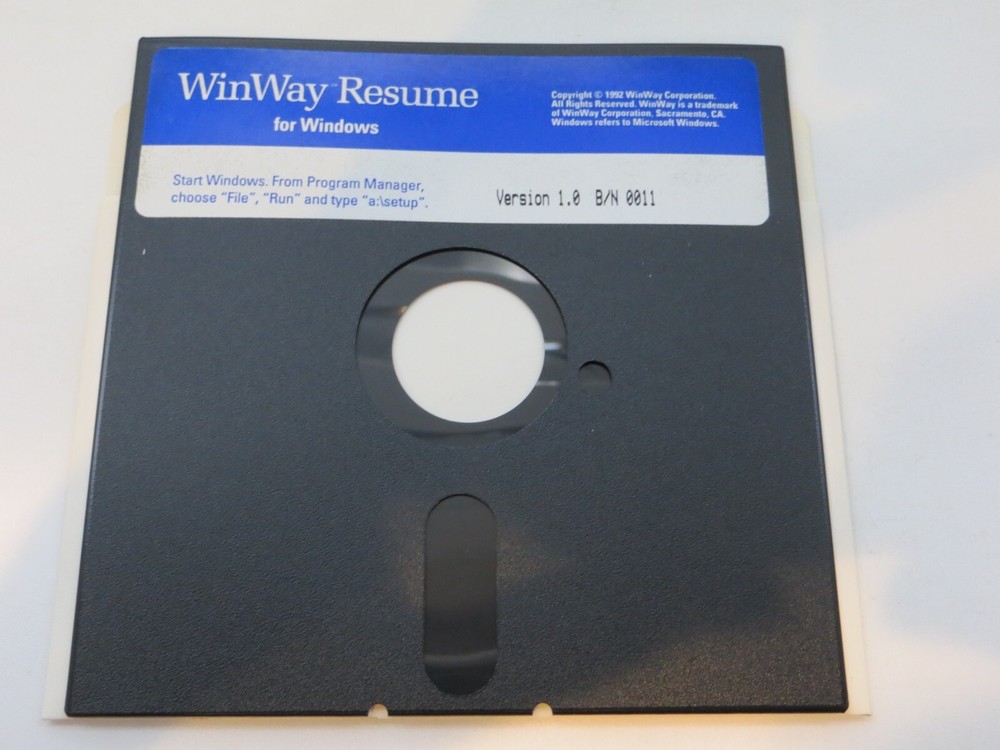 WinWay™ Resume
for Windows
Copyright © 1992 WinWay Corporation.
All Rights Reserved. WinWay is a trademark
of WinWay Corporation, Sacramento, CA.
Windows refers to Microsoft Windows.
Start Windows. From Program Manager,
choose "File", "Run" and type "a:\setup".
Version 1.0 B/N 0011